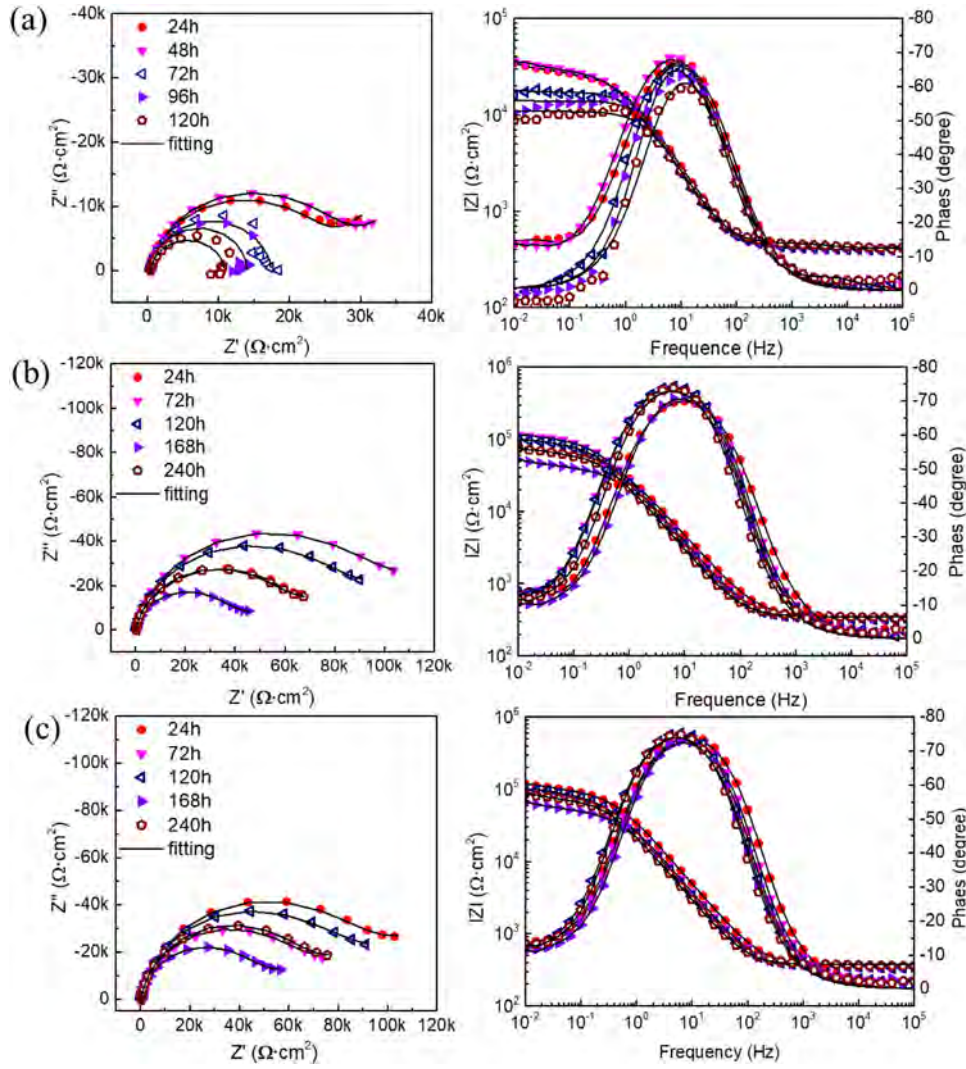 (a)
-40k
-30k
-20k
-10k
0
Z'' (Ω·cm²)
24h
48h
72h
96h
120h
fitting
0 10k 20k 30k 40k
Z' (Ω·cm²)
10⁵
10⁴
10³
10²
|Z| (Ω·cm²)
-80
-70
-60
-50
-40
-30
-20
-10
0
Phaes (degree)
10⁻² 10⁻¹ 10⁰ 10¹ 10² 10³ 10⁴ 10⁵
Frequence (Hz)
(b)
-120k
-100k
-80k
-60k
-40k
-20k
0
Z'' (Ω·cm²)
24h
72h
120h
168h
240h
fitting
0 20k 40k 60k 80k 100k 120k
Z' (Ω·cm²)
10⁶
10⁵
10⁴
10³
10²
|Z| (Ω·cm²)
-80
-70
-60
-50
-40
-30
-20
-10
0
Phaes (degree)
10⁻² 10⁻¹ 10⁰ 10¹ 10² 10³ 10⁴ 10⁵
Frequence (Hz)
(c)
-120k
-100k
-80k
-60k
-40k
-20k
0
Z'' (Ω·cm²)
24h
72h
120h
168h
240h
fitting
0 20k 40k 60k 80k 100k 120k
Z' (Ω·cm²)
10⁶
10⁵
10⁴
10³
10²
|Z| (Ω·cm²)
-80
-70
-60
-50
-40
-30
-20
-10
0
Phaes (degree)
10⁻² 10⁻¹ 10⁰ 10¹ 10² 10³ 10⁴ 10⁵
Frequency (Hz)